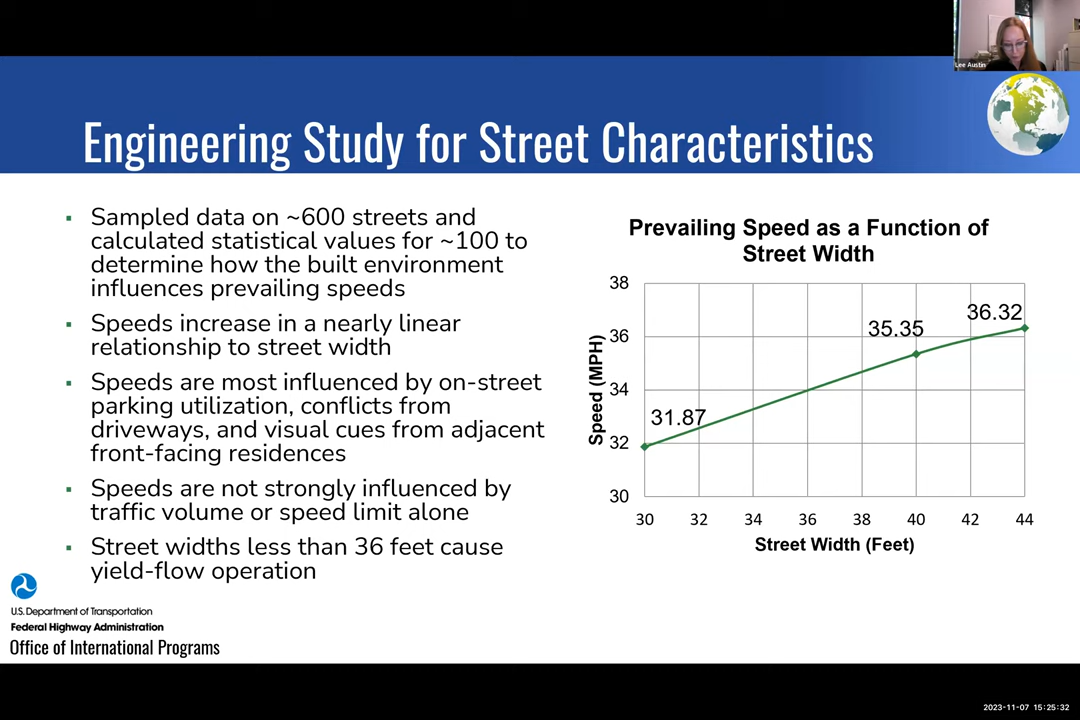 Lee Austin
Engineering Study for Street Characteristics
▪ Sampled data on ~600 streets and
calculated statistical values for ~100 to
determine how the built environment
influences prevailing speeds
▪ Speeds increase in a nearly linear
relationship to street width
▪ Speeds are most influenced by on-street
parking utilization, conflicts from
driveways, and visual cues from adjacent
front-facing residences
▪ Speeds are not strongly influenced by
traffic volume or speed limit alone
▪ Street widths less than 36 feet cause
yield-flow operation
Prevailing Speed as a Function of
Street Width
38
36
34
32
30
Speed (MPH)
31.87
35.35
36.32
30 32 34 36 38 40 42 44
Street Width (Feet)
U.S. Department of Transportation
Federal Highway Administration
Office of International Programs
2023-11-07 15:25:32